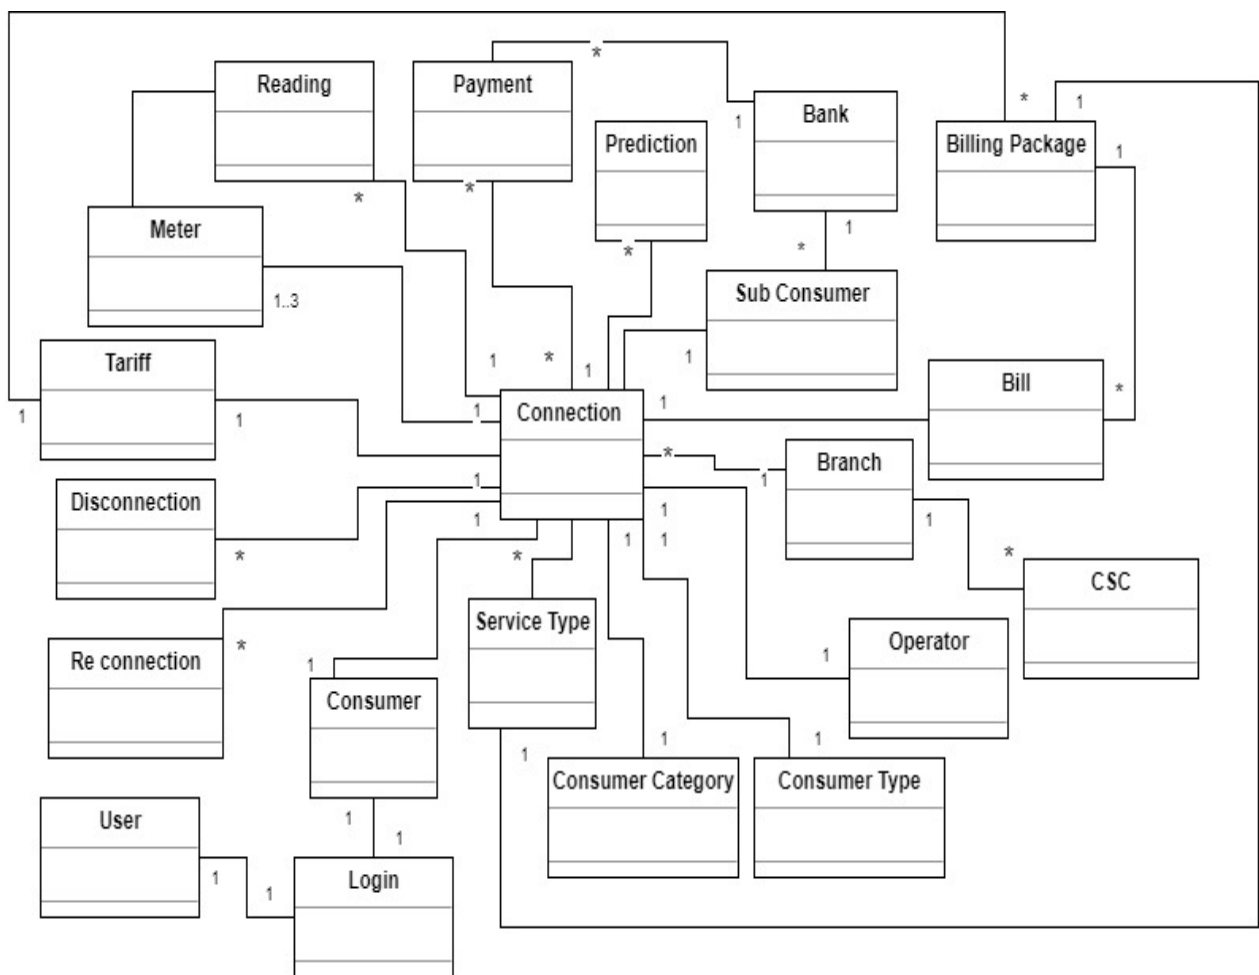 *
Reading
Payment
*
1
1
Bank
Prediction
Billing Package
1
*
*
*
1
Meter
1..3
*
Sub Consumer
Tariff
1
1
1
*
1
1
1
Bill
*
Connection
1
Branch
*
1
1
Disconnection
*
1
1
*
1
1
1
1
*
CSC
Service Type
Operator
1
Re connection
*
1
Consumer
1
1
1
Consumer Category
Consumer Type
User
1
1
1
1
Login